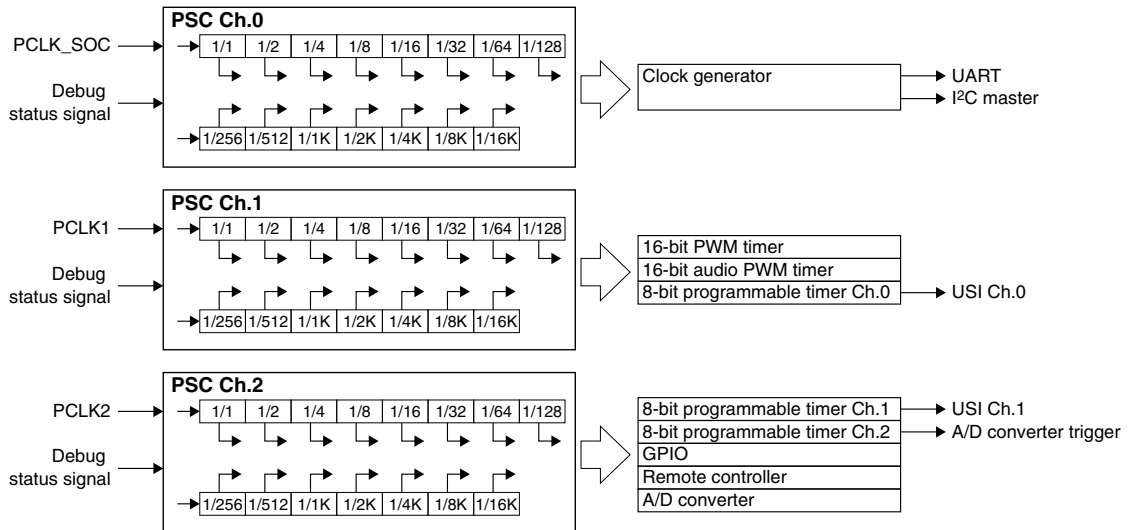 PSC Ch.0
PCLK_SOC
1/1 1/2 1/4 1/8 1/16 1/32 1/64 1/128
Debug
status signal
1/256 1/512 1/1K 1/2K 1/4K 1/8K 1/16K
Clock generator
UART
I2C master
PSC Ch.1
PCLK1
1/1 1/2 1/4 1/8 1/16 1/32 1/64 1/128
Debug
status signal
1/256 1/512 1/1K 1/2K 1/4K 1/8K 1/16K
16-bit PWM timer
16-bit audio PWM timer
8-bit programmable timer Ch.0
USI Ch.0
PSC Ch.2
PCLK2
1/1 1/2 1/4 1/8 1/16 1/32 1/64 1/128
Debug
status signal
1/256 1/512 1/1K 1/2K 1/4K 1/8K 1/16K
8-bit programmable timer Ch.1
USI Ch.1
8-bit programmable timer Ch.2
A/D converter trigger
GPIO
Remote controller
A/D converter